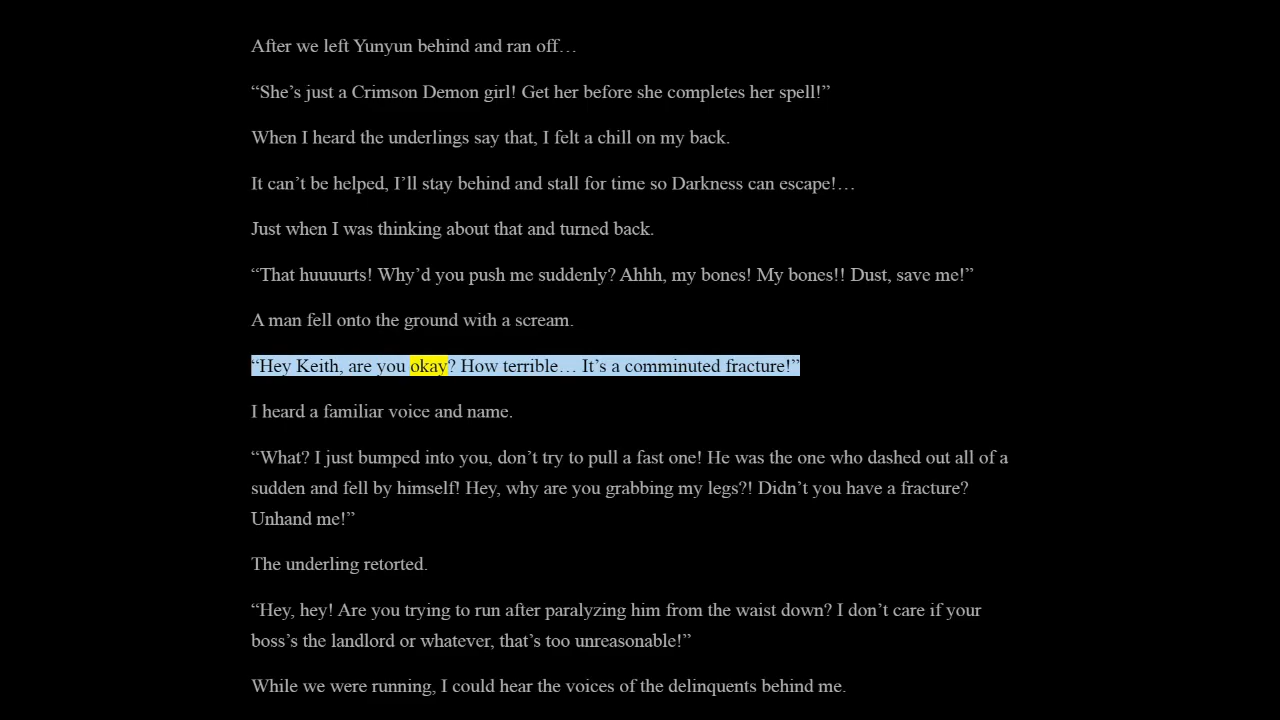 After we left Yunyun behind and ran off…
“She’s just a Crimson Demon girl! Get her before she completes her spell!”
When I heard the underlings say that, I felt a chill on my back.
It can’t be helped, I’ll stay behind and stall for time so Darkness can escape!…
Just when I was thinking about that and turned back.
“That huuuurts! Why’d you push me suddenly? Ahhh, my bones! My bones!! Dust, save me!”
A man fell onto the ground with a scream.
“Hey Keith, are you okay? How terrible… It’s a comminuted fracture!”
I heard a familiar voice and name.
“What? I just bumped into you, don’t try to pull a fast one! He was the one who dashed out all of a
sudden and fell by himself! Hey, why are you grabbing my legs?! Didn’t you have a fracture?
Unhand me!”
The underling retorted.
“Hey, hey! Are you trying to run after paralyzing him from the waist down? I don’t care if your
boss’s the landlord or whatever, that’s too unreasonable!”
While we were running, I could hear the voices of the delinquents behind me.